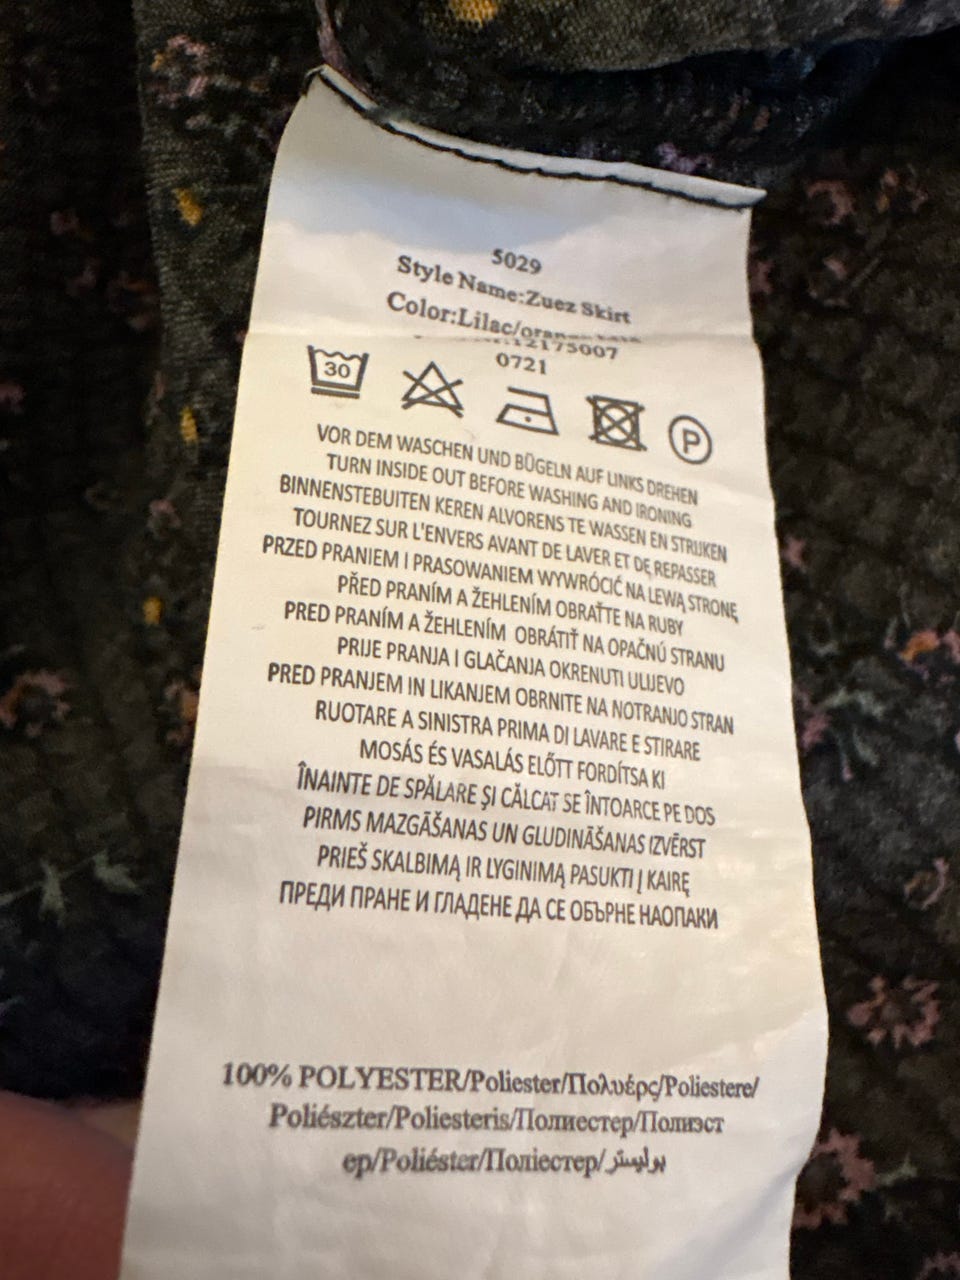 5029
Style Name:Zuez Skirt
Color:Lilac/orange
12175007
0721
30
P
VOR DEM WASCHEN UND BÜGELN AUF LINKS DREHEN
TURN INSIDE OUT BEFORE WASHING AND IRONING
BINNENSTEBUITEN KEREN ALVORENS TE WASSEN EN STRIJKEN
TOURNEZ SUR L'ENVERS AVANT DE LAVER ET DE REPASSER
PRZED PRANIEM I PRASOWANIEM WYWRÓCIĆ NA LEWĄ STRONĘ
PŘED PRANÍM A ŽEHLENÍM OBRAŤTE NA RUBY
PRED PRANÍM A ŽEHLENÍM OBRÁTIŤ NA OPAČNÚ STRANU
PRIJE PRANJA I GLAČANJA OKRENUTI ULIJEVO
PRED PRANJEM IN LIKANJEM OBRNITE NA NOTRANJO STRAN
RUOTARE A SINISTRA PRIMA DI LAVARE E STIRARE
MOSÁS ÉS VASALÁS ELŐTT FORDÍTSA KI
ÎNAINTE DE SPĂLARE ŞI CĂLCAT SE ÎNTOARCE PE DOS
PIRMS MAZGĀŠANAS UN GLUDINĀŠANAS IZVĒRST
PRIEŠ SKALBIMĄ IR LYGINIMĄ PASUKTI Į KAIRĘ
ПРЕДИ ПРАНЕ И ГЛАДЕНЕ ДА СЕ ОБЪРНЕ НАОПАКИ
100% POLYESTER/Poliester/Πολυέρς/Poliestere/
Poliészter/Poliesteris/Полиестер/Полиэст
ер/Poliéster/Поліестер/بوليستر